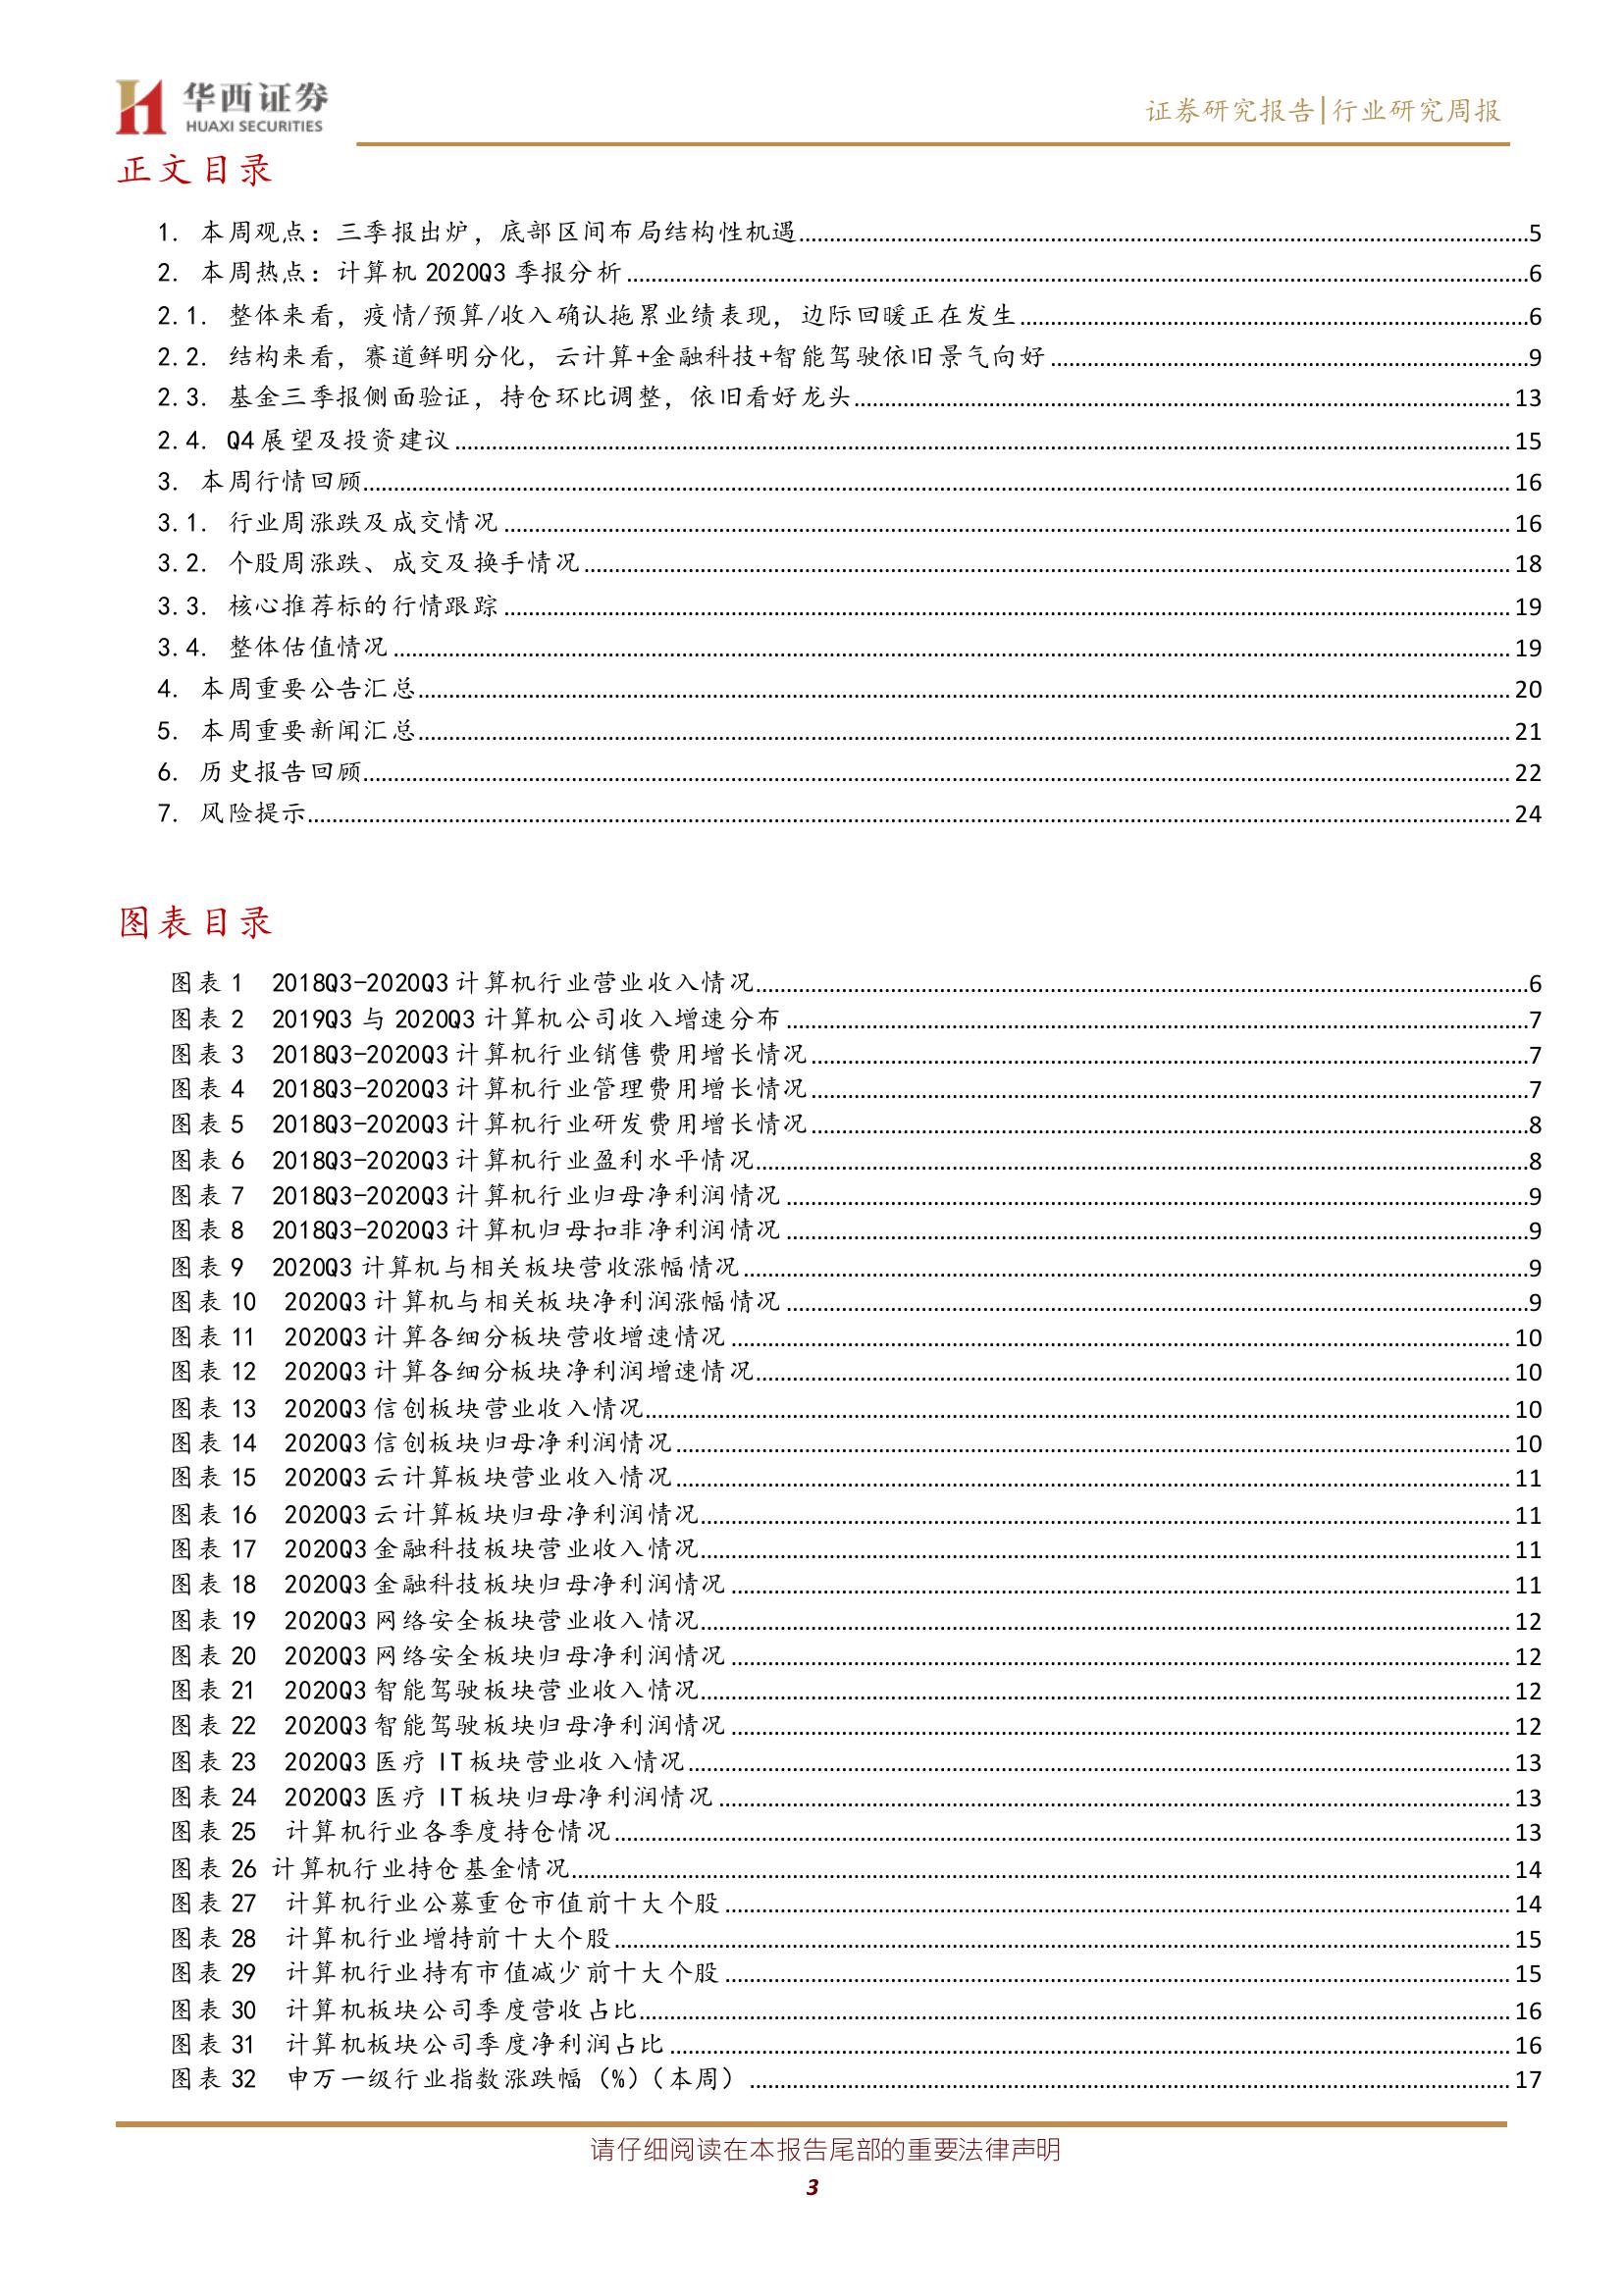 华西证券
HUAXI SECURITIES
证券研究报告|行业研究周报
正文目录
1. 本周观点：三季报出炉，底部区间布局结构性机遇 5
2. 本周热点：计算机 2020Q3 季报分析 6
2.1. 整体来看，疫情/预算/收入确认拖累业绩表现，边际回暖正在发生 6
2.2. 结构来看，赛道鲜明分化，云计算+金融科技+智能驾驶依旧景气向好 9
2.3. 基金三季报侧面验证，持仓环比调整，依旧看好龙头 13
2.4. Q4 展望及投资建议 15
3. 本周行情回顾 16
3.1. 行业周涨跌及成交情况 16
3.2. 个股周涨跌、成交及换手情况 18
3.3. 核心推荐标的行情跟踪 19
3.4. 整体估值情况 19
4. 本周重要公告汇总 20
5. 本周重要新闻汇总 21
6. 历史报告回顾 22
7. 风险提示 24
图表目录
图表 1 2018Q3-2020Q3 计算机行业营业收入情况 6
图表 2 2019Q3 与 2020Q3 计算机公司收入增速分布 7
图表 3 2018Q3-2020Q3 计算机行业销售费用增长情况 7
图表 4 2018Q3-2020Q3 计算机行业管理费用增长情况 7
图表 5 2018Q3-2020Q3 计算机行业研发费用增长情况 8
图表 6 2018Q3-2020Q3 计算机行业盈利水平情况 8
图表 7 2018Q3-2020Q3 计算机行业归母净利润情况 9
图表 8 2018Q3-2020Q3 计算机归母扣非净利润情况 9
图表 9 2020Q3 计算机与相关板块营收涨幅情况 9
图表 10 2020Q3 计算机与相关板块净利润涨幅情况 9
图表 11 2020Q3 计算各细分板块营收增速情况 10
图表 12 2020Q3 计算各细分板块净利润增速情况 10
图表 13 2020Q3 信创板块营业收入情况 10
图表 14 2020Q3 信创板块归母净利润情况 10
图表 15 2020Q3 云计算板块营业收入情况 11
图表 16 2020Q3 云计算板块归母净利润情况 11
图表 17 2020Q3 金融科技板块营业收入情况 11
图表 18 2020Q3 金融科技板块归母净利润情况 11
图表 19 2020Q3 网络安全板块营业收入情况 12
图表 20 2020Q3 网络安全板块归母净利润情况 12
图表 21 2020Q3 智能驾驶板块营业收入情况 12
图表 22 2020Q3 智能驾驶板块归母净利润情况 12
图表 23 2020Q3 医疗 IT 板块营业收入情况 13
图表 24 2020Q3 医疗 IT 板块归母净利润情况 13
图表 25 计算机行业各季度持仓情况 13
图表 26 计算机行业持仓基金情况 14
图表 27 计算机行业公募重仓市值前十大个股 14
图表 28 计算机行业增持前十大个股 15
图表 29 计算机行业持有市值减少前十大个股 15
图表 30 计算机板块公司季度营收占比 16
图表 31 计算机板块公司季度净利润占比 16
图表 32 申万一级行业指数涨跌幅（%）（本周） 17
请仔细阅读在本报告尾部的重要法律声明
3